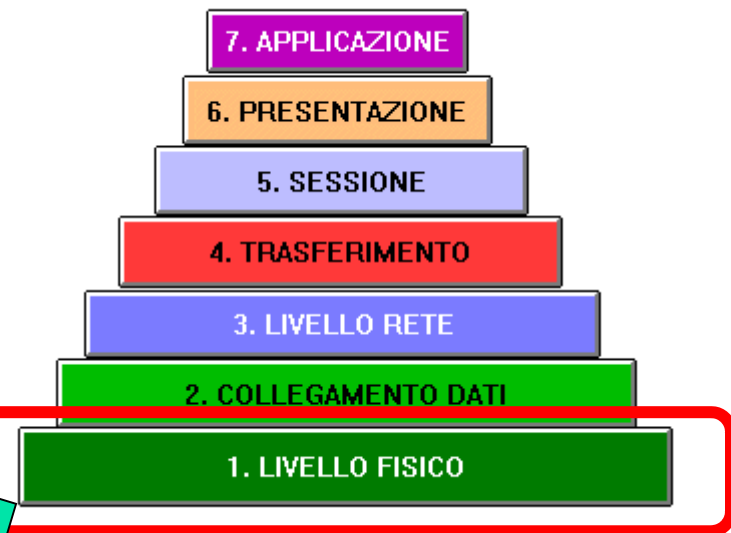 7. APPLICAZIONE
6. PRESENTAZIONE
5. SESSIONE
4. TRASFERIMENTO
3. LIVELLO RETE
2. COLLEGAMENTO DATI
1. LIVELLO FISICO